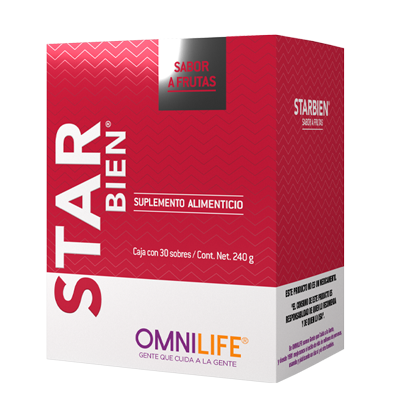 SABOR
A FRUTAS
STAR
BIEN®
SUPLEMENTO ALIMENTICIO
Caja con 30 sobres / Cont. Net. 240 g
OMNILIFE®
GENTE QUE CUIDA A LA GENTE
STARBIEN®
SABOR A FRUTAS
ESTE PRODUCTO NO ES UN MEDICAMENTO.
"EL CONSUMO DE ESTE PRODUCTO ES
RESPONSABILIDAD DE QUIEN LO RECOMIENDA
Y DE QUIEN LO USA".